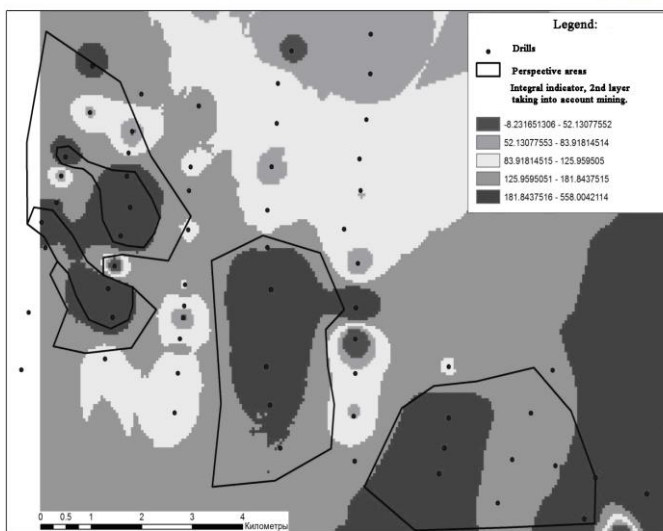 Legend:
Drills
Perspective areas
Integral indicator, 2nd layer
taking into account mining.
-8.231651306 - 52.13077552
52.13077553 - 83.91814514
83.91814515 - 125.959505
125.9595051 - 181.8437515
181.8437516 - 558.0042114
0 0.5 1 2 3 4
Километры